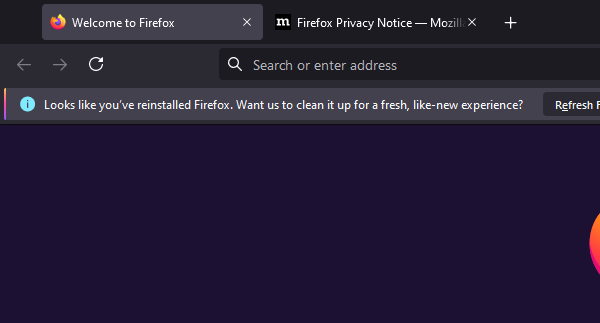 Welcome to Firefox
m Firefox Privacy Notice — Mozill
Search or enter address
Looks like you've reinstalled Firefox. Want us to clean it up for a fresh, like-new experience? Refresh F